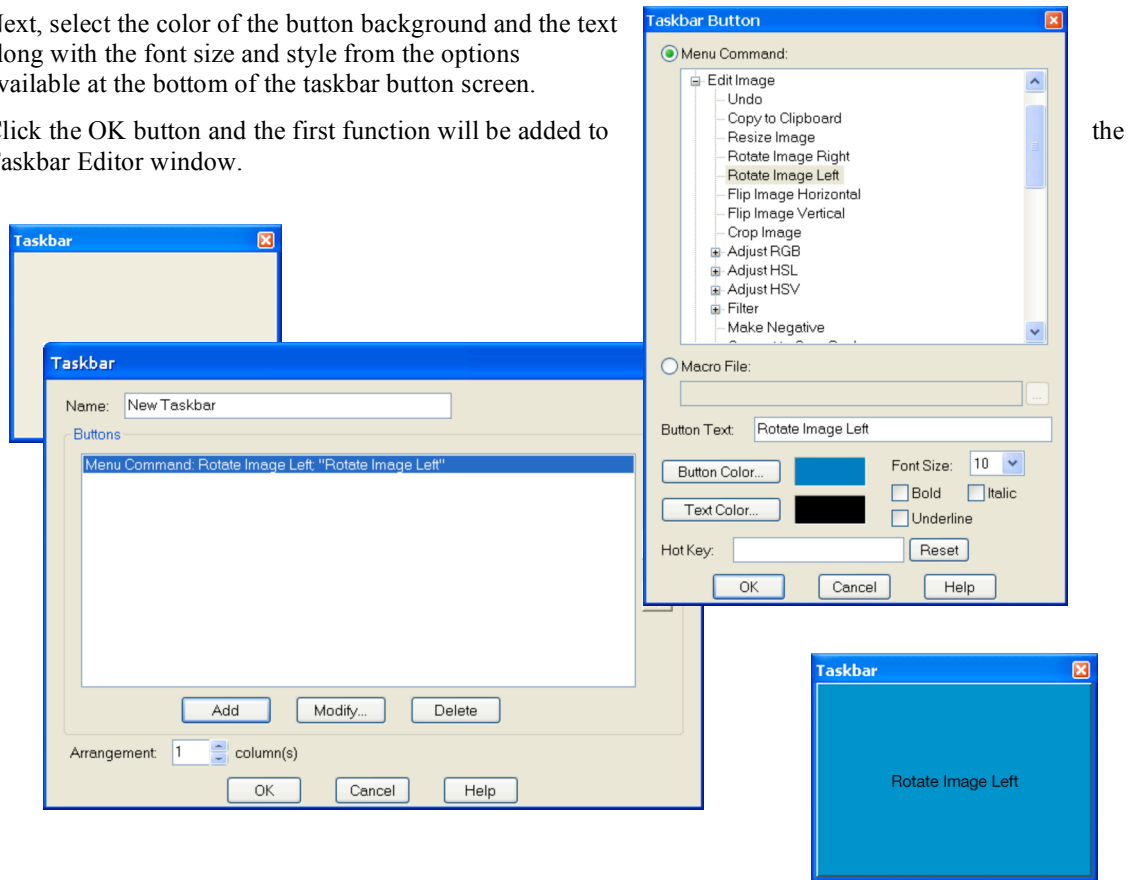 ext, select the color of the button background and the text
long with the font size and style from the options
vailable at the bottom of the taskbar button screen.
lick the OK button and the first function will be added to the
askbar Editor window.
Taskbar Button
Menu Command:
Edit Image
Undo
Copy to Clipboard
Resize Image
Rotate Image Right
Rotate Image Left
Flip Image Horizontal
Flip Image Vertical
Crop Image
Adjust RGB
Adjust HSL
Adjust HSV
Filter
Make Negative
Macro File:
...
Button Text: Rotate Image Left
Button Color... Font Size: 10
Bold Italic
Text Color... Underline
Hot Key: Reset
OK Cancel Help
Taskbar
Taskbar
Name: New Taskbar
Buttons
Menu Command: Rotate Image Left; "Rotate Image Left"
Add Modify... Delete
Arrangement: 1 column(s)
OK Cancel Help
Taskbar
Rotate Image Left